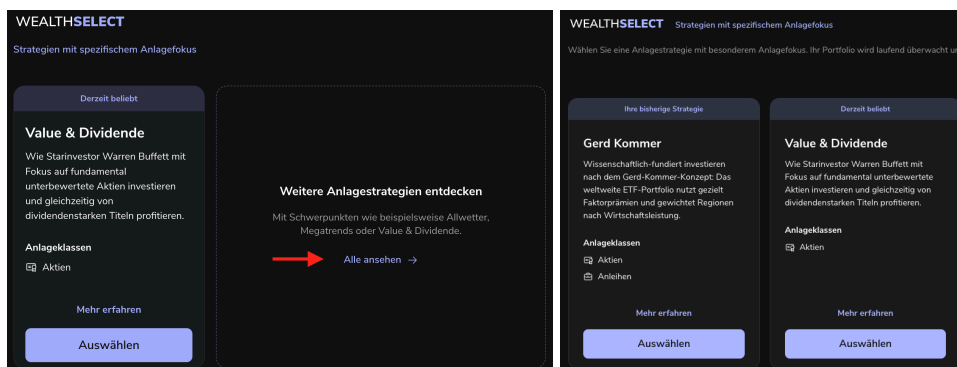 WEALTHSELECT
Strategien mit spezifischem Anlagefokus
Derzeit beliebt
Value & Dividende
Wie Starinvestor Warren Buffett mit
Fokus auf fundamental
unterbewertete Aktien investieren
und gleichzeitig von
dividendenstarken Titeln profitieren.
Anlageklassen
Aktien
Mehr erfahren
Auswählen
Weitere Anlagestrategien entdecken
Mit Schwerpunkten wie beispielsweise Allwetter,
Megatrends oder Value & Dividende.
Alle ansehen →
WEALTHSELECT Strategien mit spezifischem Anlagefokus
Wählen Sie eine Anlagestrategie mit besonderem Anlagefokus. Ihr Portfolio wird laufend überwacht
Ihre bisherige Strategie
Gerd Kommer
Wissenschaftlich-fundiert investieren
nach dem Gerd-Kommer-Konzept: Das
weltweite ETF-Portfolio nutzt gezielt
Faktorprämien und gewichtet Regionen
nach Wirtschaftsleistung.
Anlageklassen
Aktien
Anleihen
Mehr erfahren
Auswählen
Derzeit beliebt
Value & Dividende
Wie Starinvestor Warren Buffett mit
Fokus auf fundamental unterbewertete
Aktien investieren und gleichzeitig von
dividendenstarken Titeln profitieren.
Anlageklassen
Aktien
Mehr erfahren
Auswählen